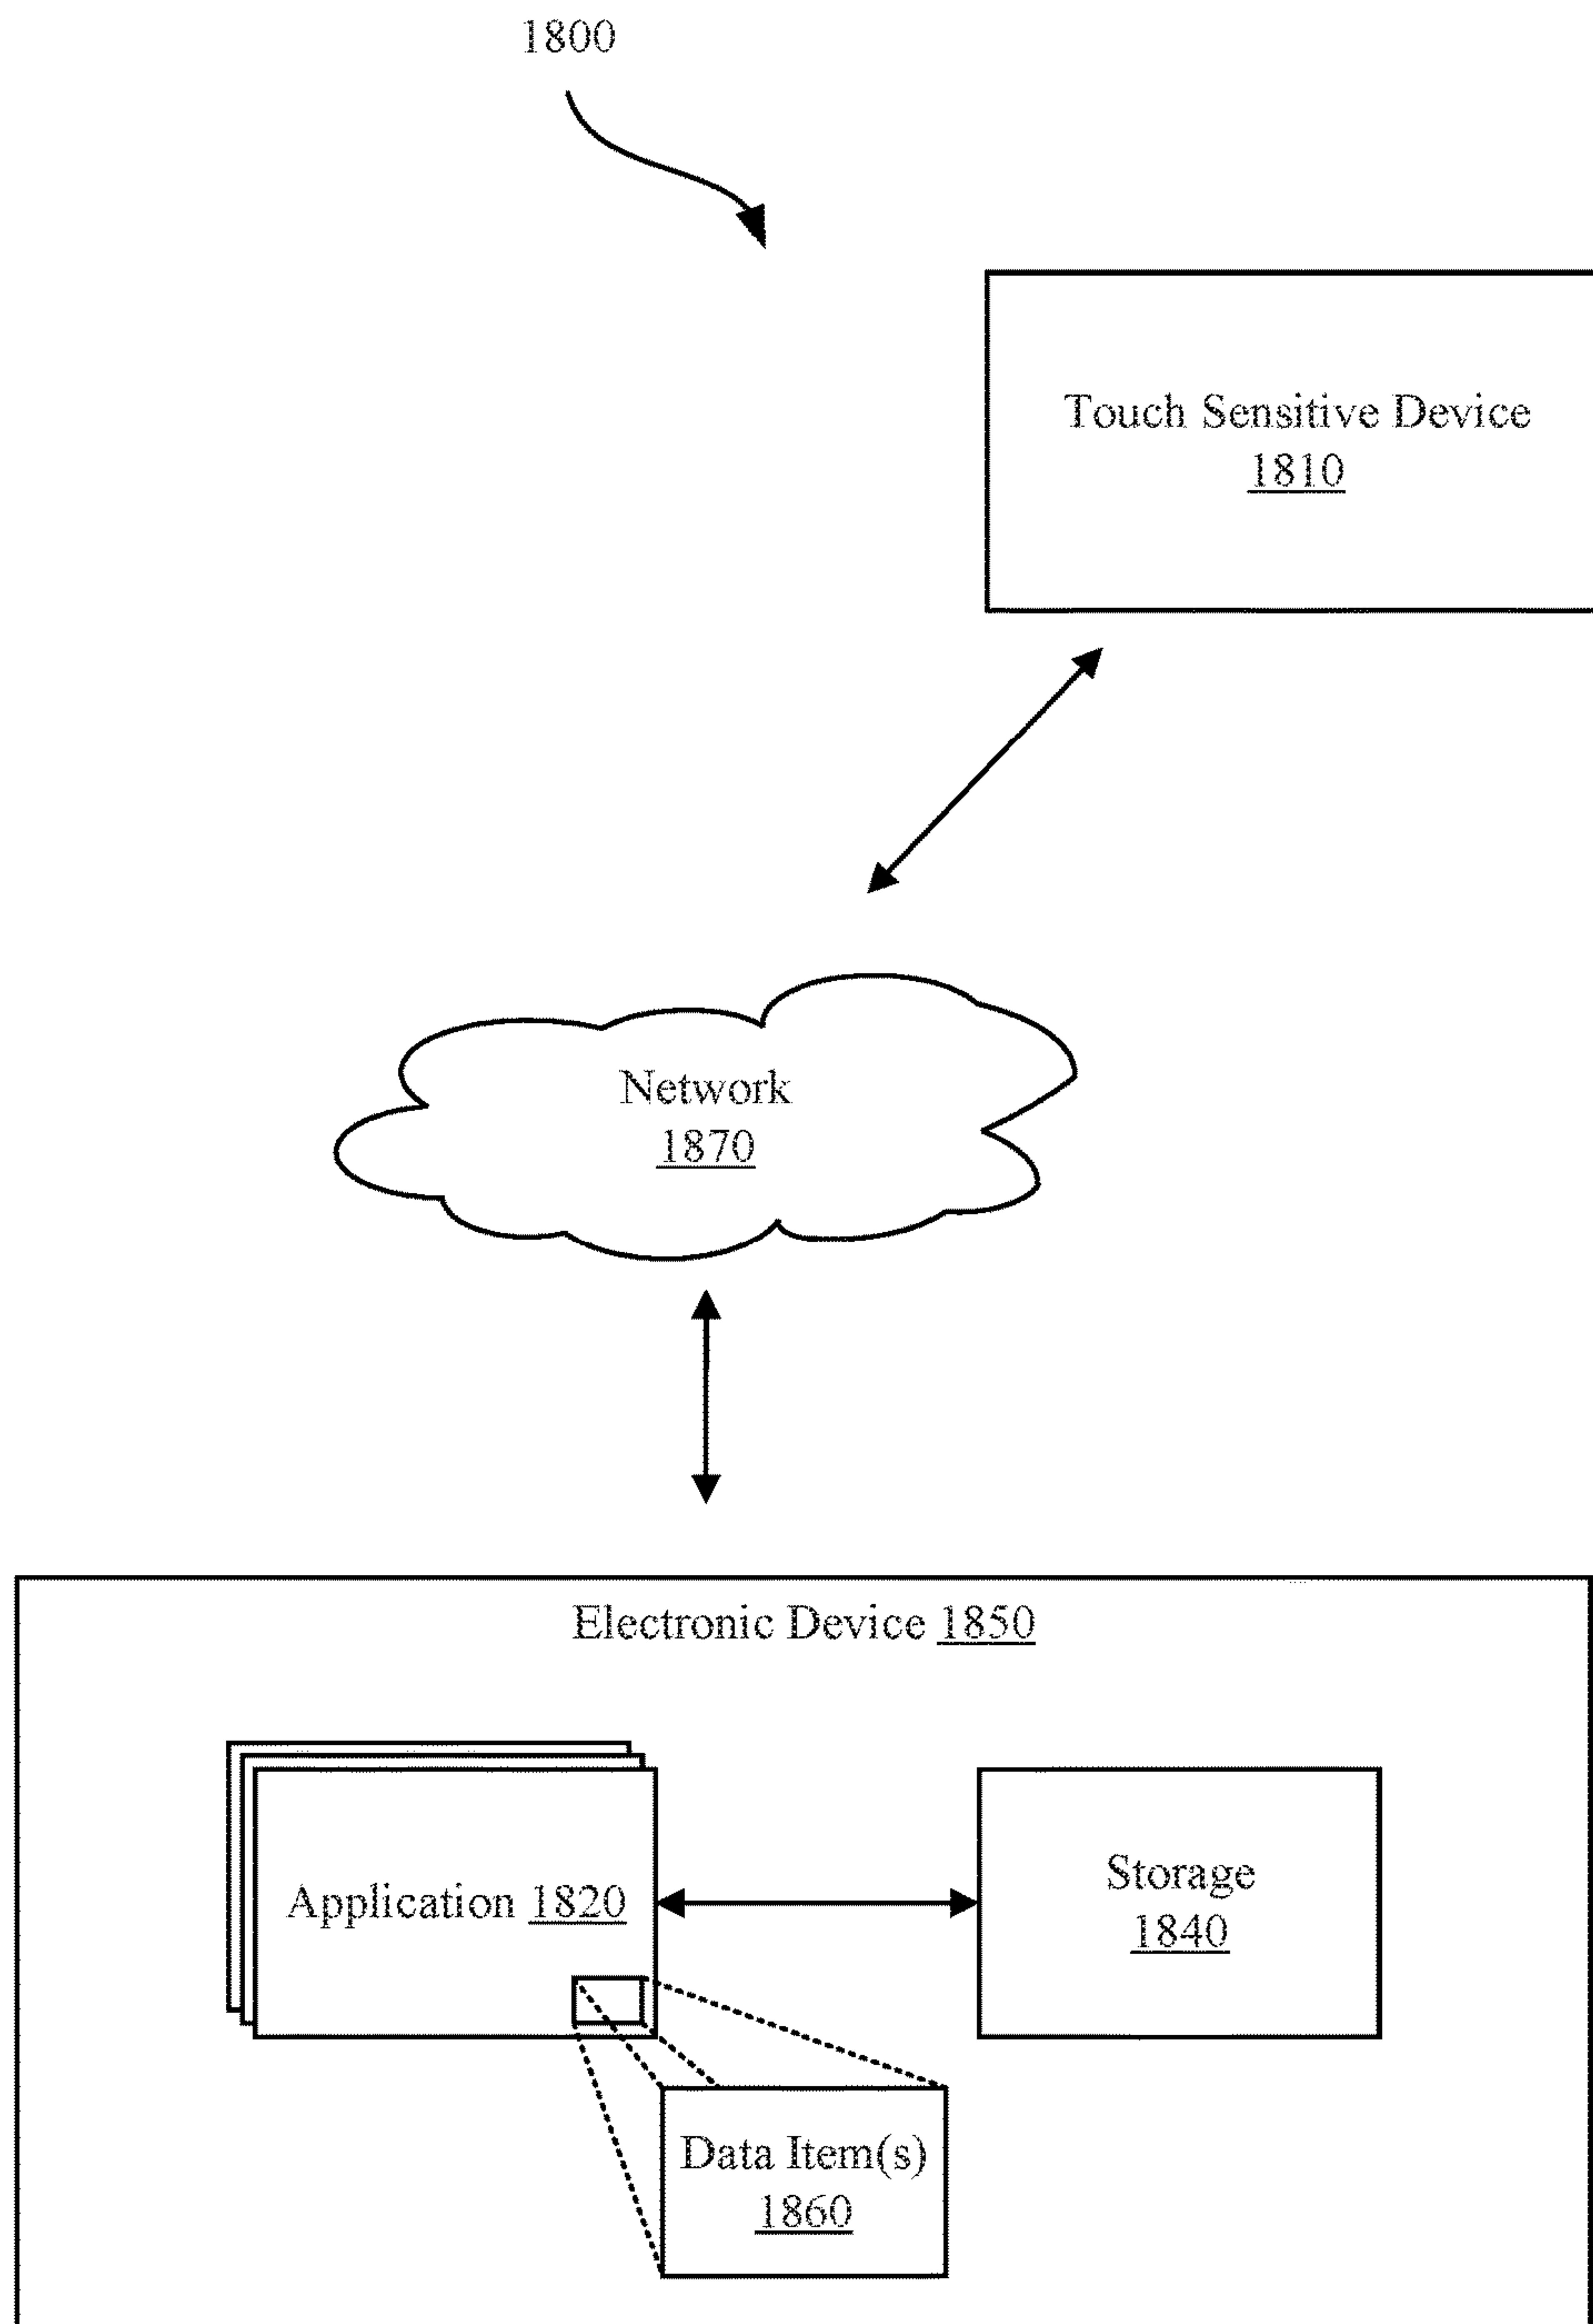 1800
Touch Sensitive Device
1810
Network
1870
Electronic Device 1850
Application 1820
Storage
1840
Data Item(s)
1860